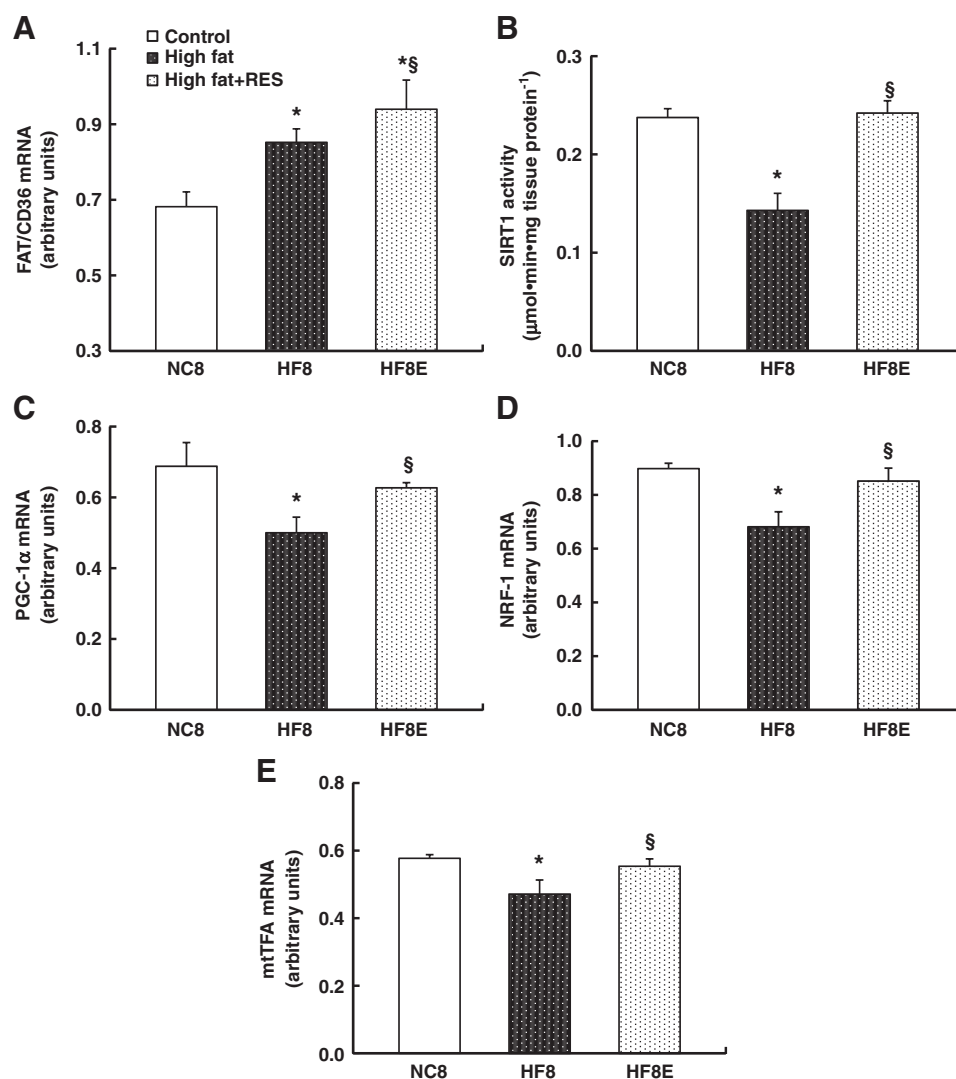 A
Control
High fat
High fat+RES
FAT/CD36 mRNA
(arbitrary units)
1.1
0.9
0.7
0.5
0.3
*
*§
NC8 HF8 HF8E
B
SIRT1 activity
(μmol•min•mg tissue protein⁻¹)
0.3
0.2
0.1
0.0
*
§
NC8 HF8 HF8E
C
PGC-1α mRNA
(arbitrary units)
0.8
0.6
0.4
0.2
0.0
*
§
NC8 HF8 HF8E
D
NRF-1 mRNA
(arbitrary units)
1.0
0.8
0.6
0.4
0.2
0.0
*
§
NC8 HF8 HF8E
E
mtTFA mRNA
(arbitrary units)
0.8
0.6
0.4
0.2
0.0
*
§
NC8 HF8 HF8E